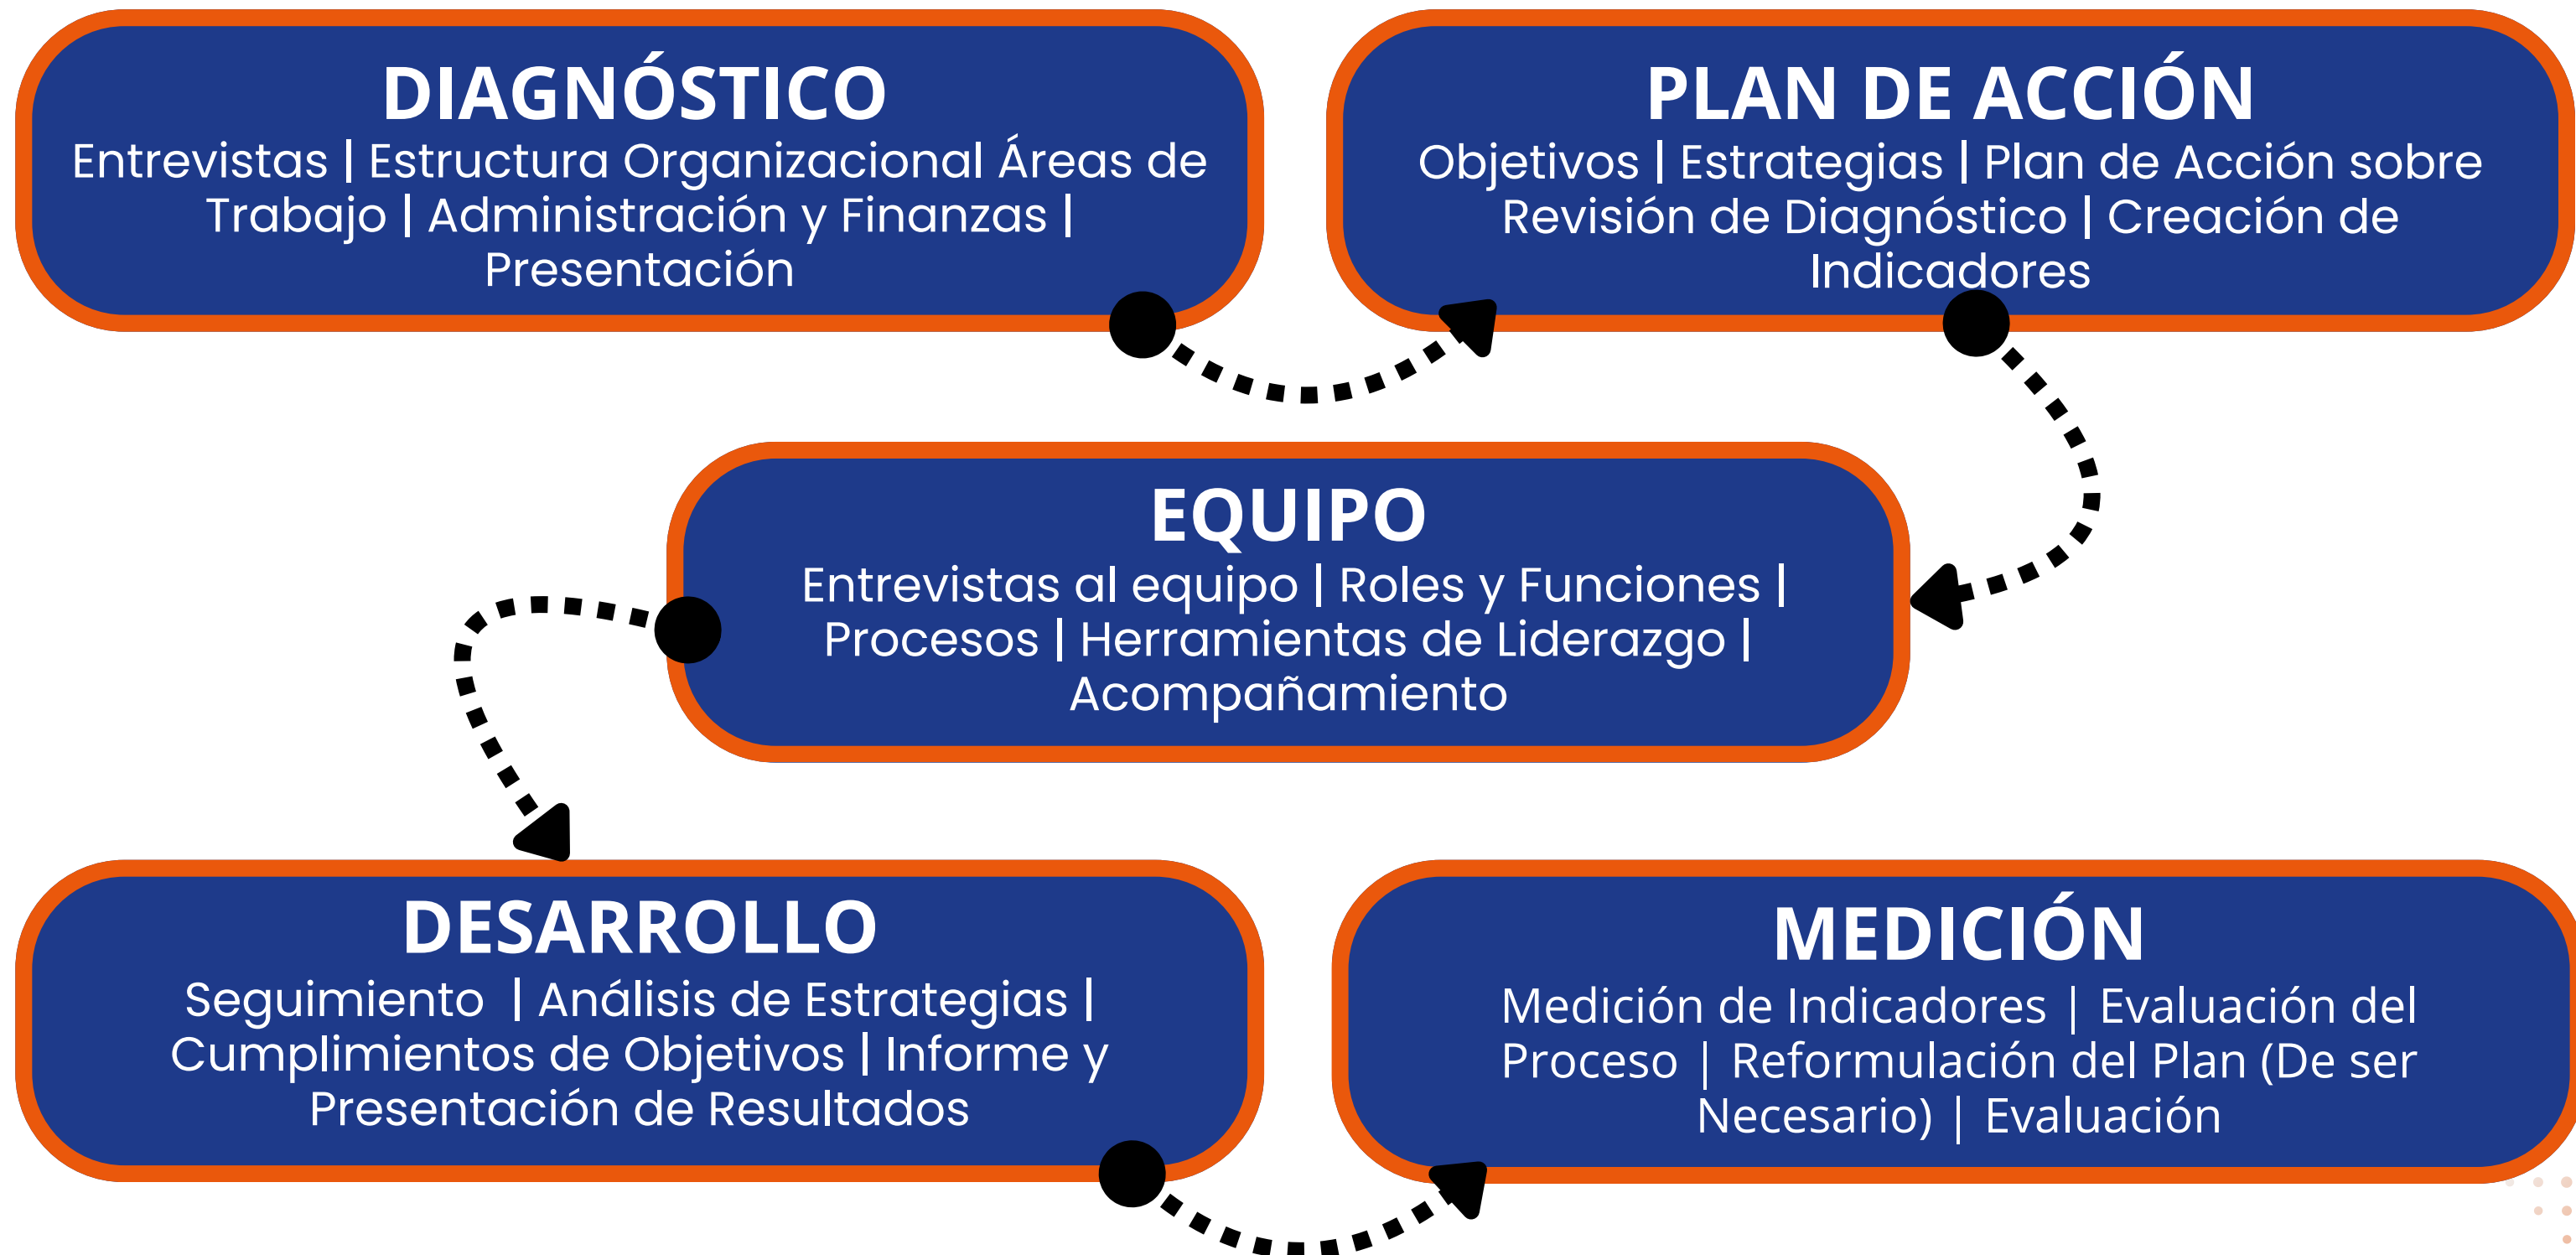 DIAGNÓSTICO
Entrevistas | Estructura Organizacional Áreas de
Trabajo | Administración y Finanzas |
Presentación
PLAN DE ACCIÓN
Objetivos | Estrategias | Plan de Acción sobre
Revisión de Diagnóstico | Creación de
Indicadores
EQUIPO
Entrevistas al equipo | Roles y Funciones |
Procesos | Herramientas de Liderazgo |
Acompañamiento
DESARROLLO
Seguimiento  | Análisis de Estrategias |
Cumplimientos de Objetivos | Informe y
Presentación de Resultados
MEDICIÓN
Medición de Indicadores | Evaluación del
Proceso | Reformulación del Plan (De ser
Necesario) | Evaluación